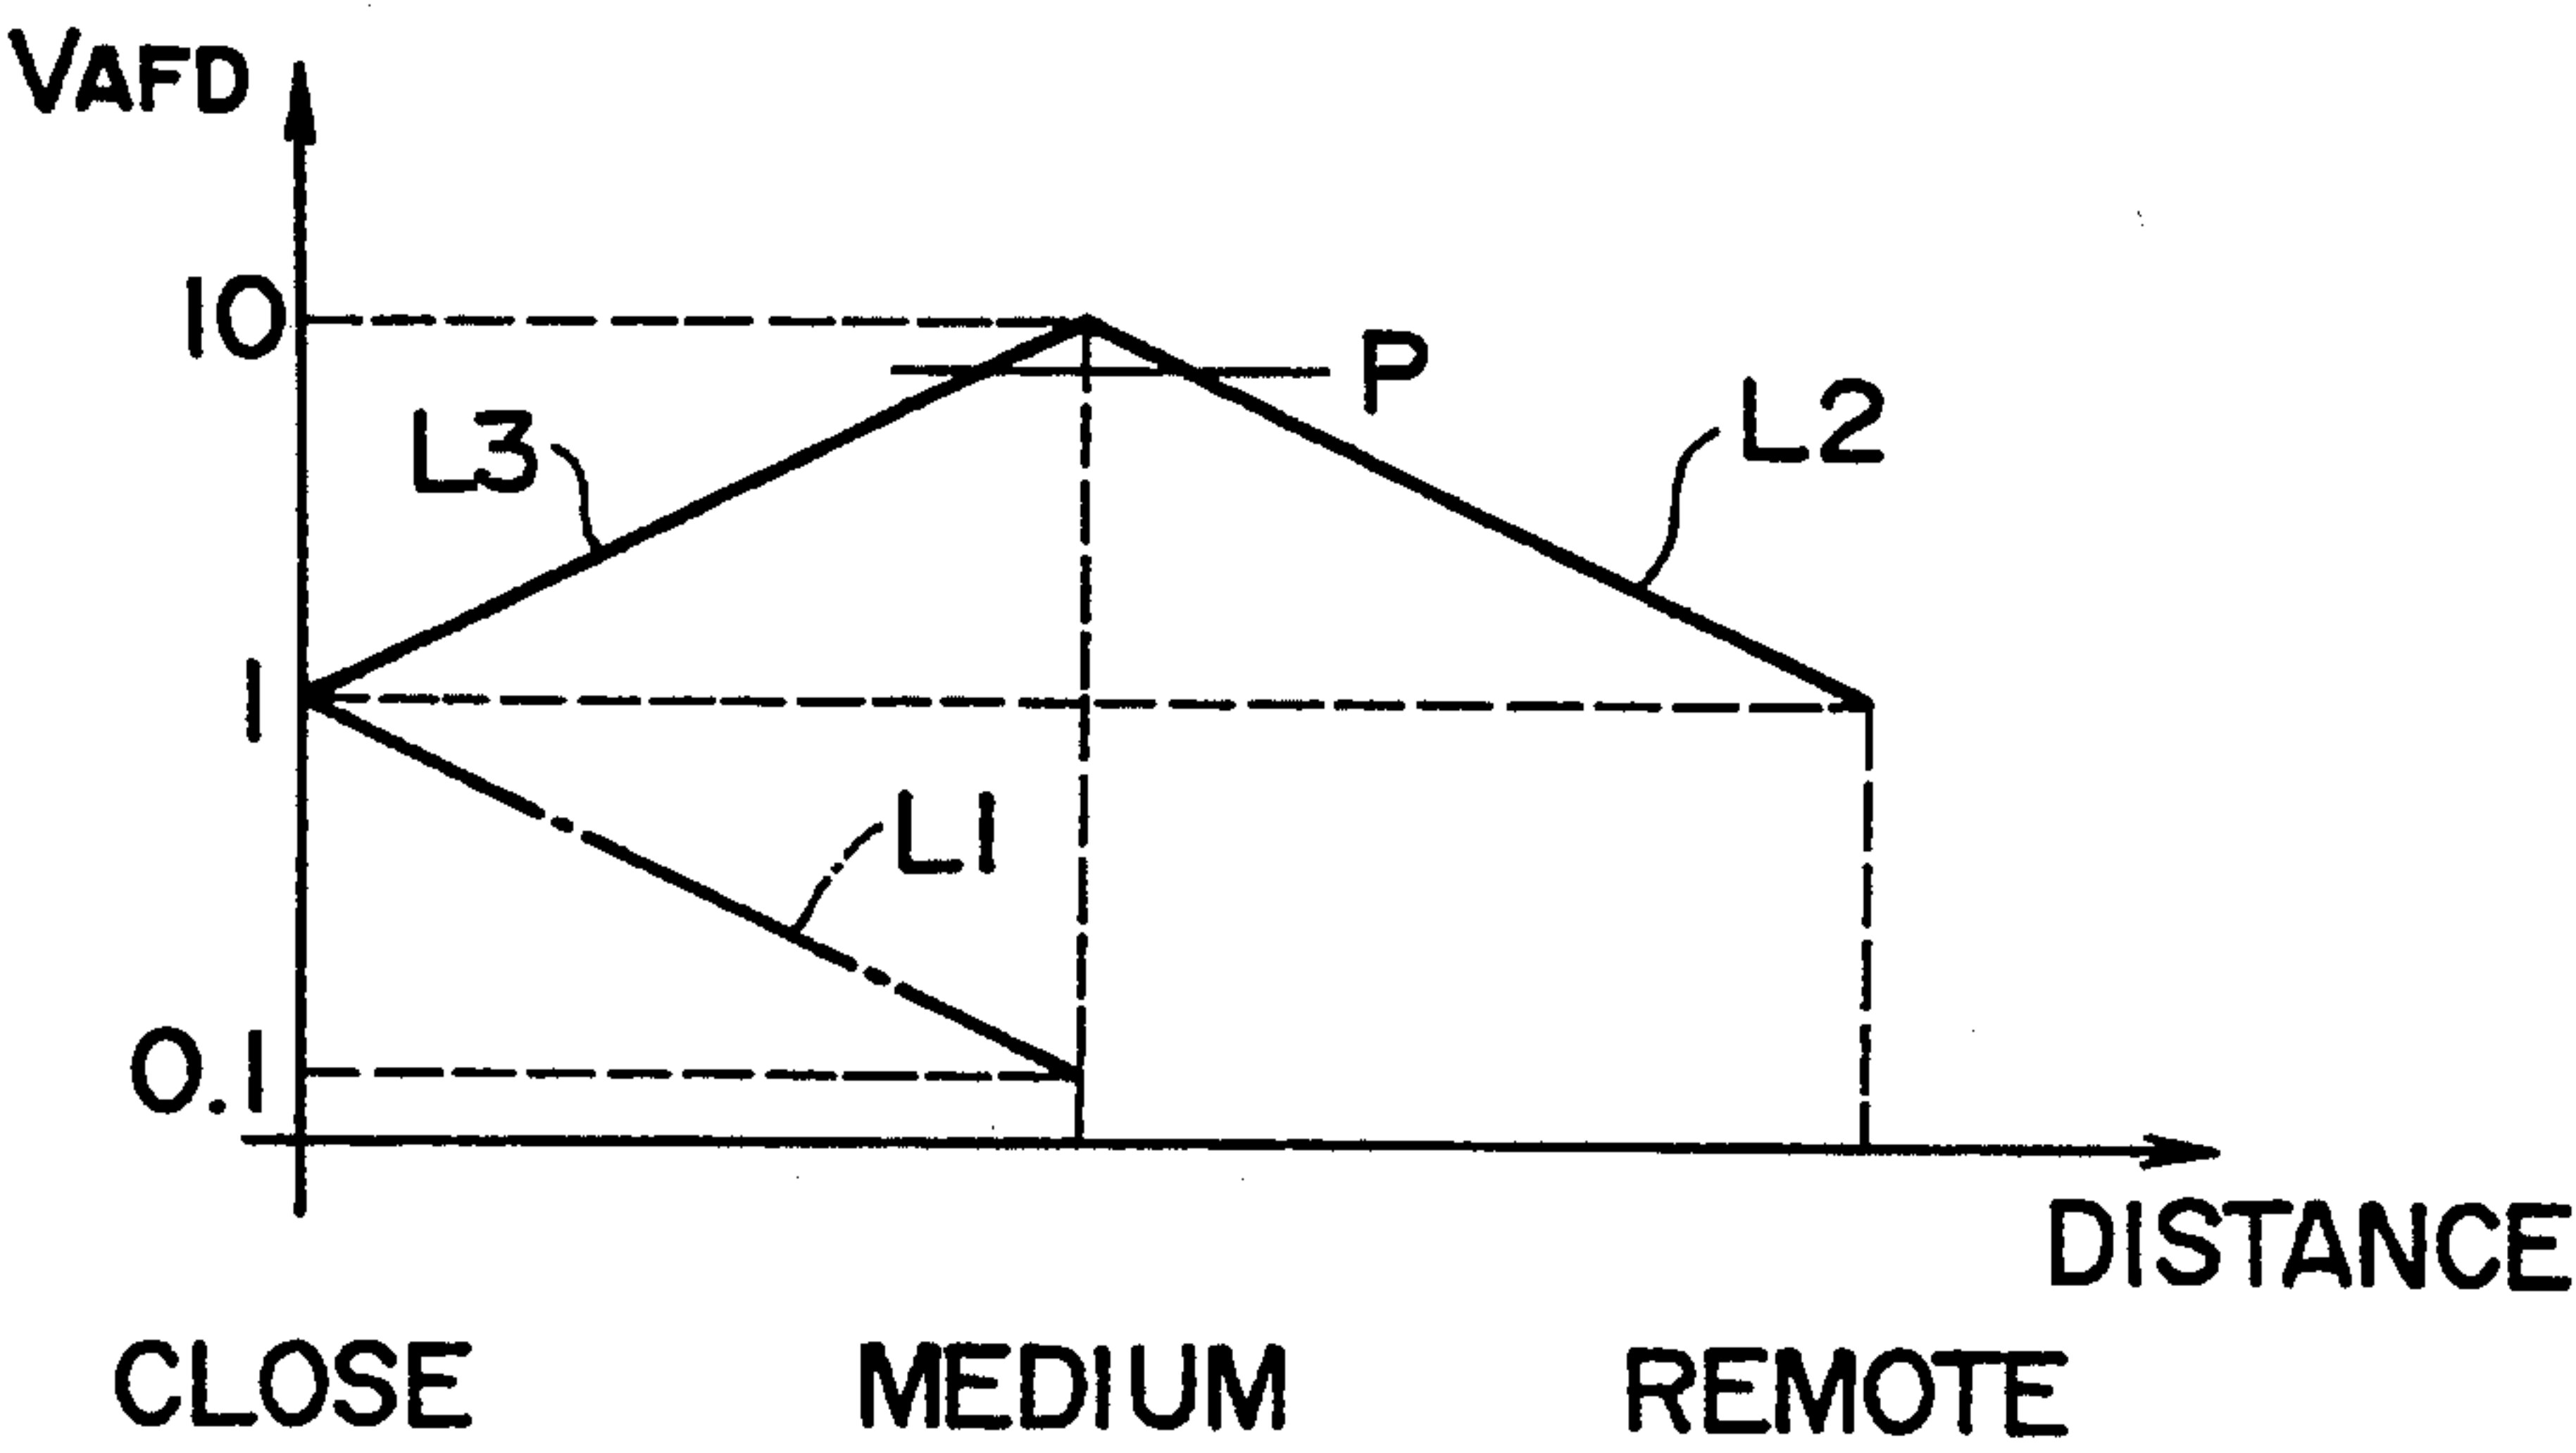 VAFD
10
P
L3
L2
1
L1
0.1
DISTANCE
CLOSE MEDIUM REMOTE